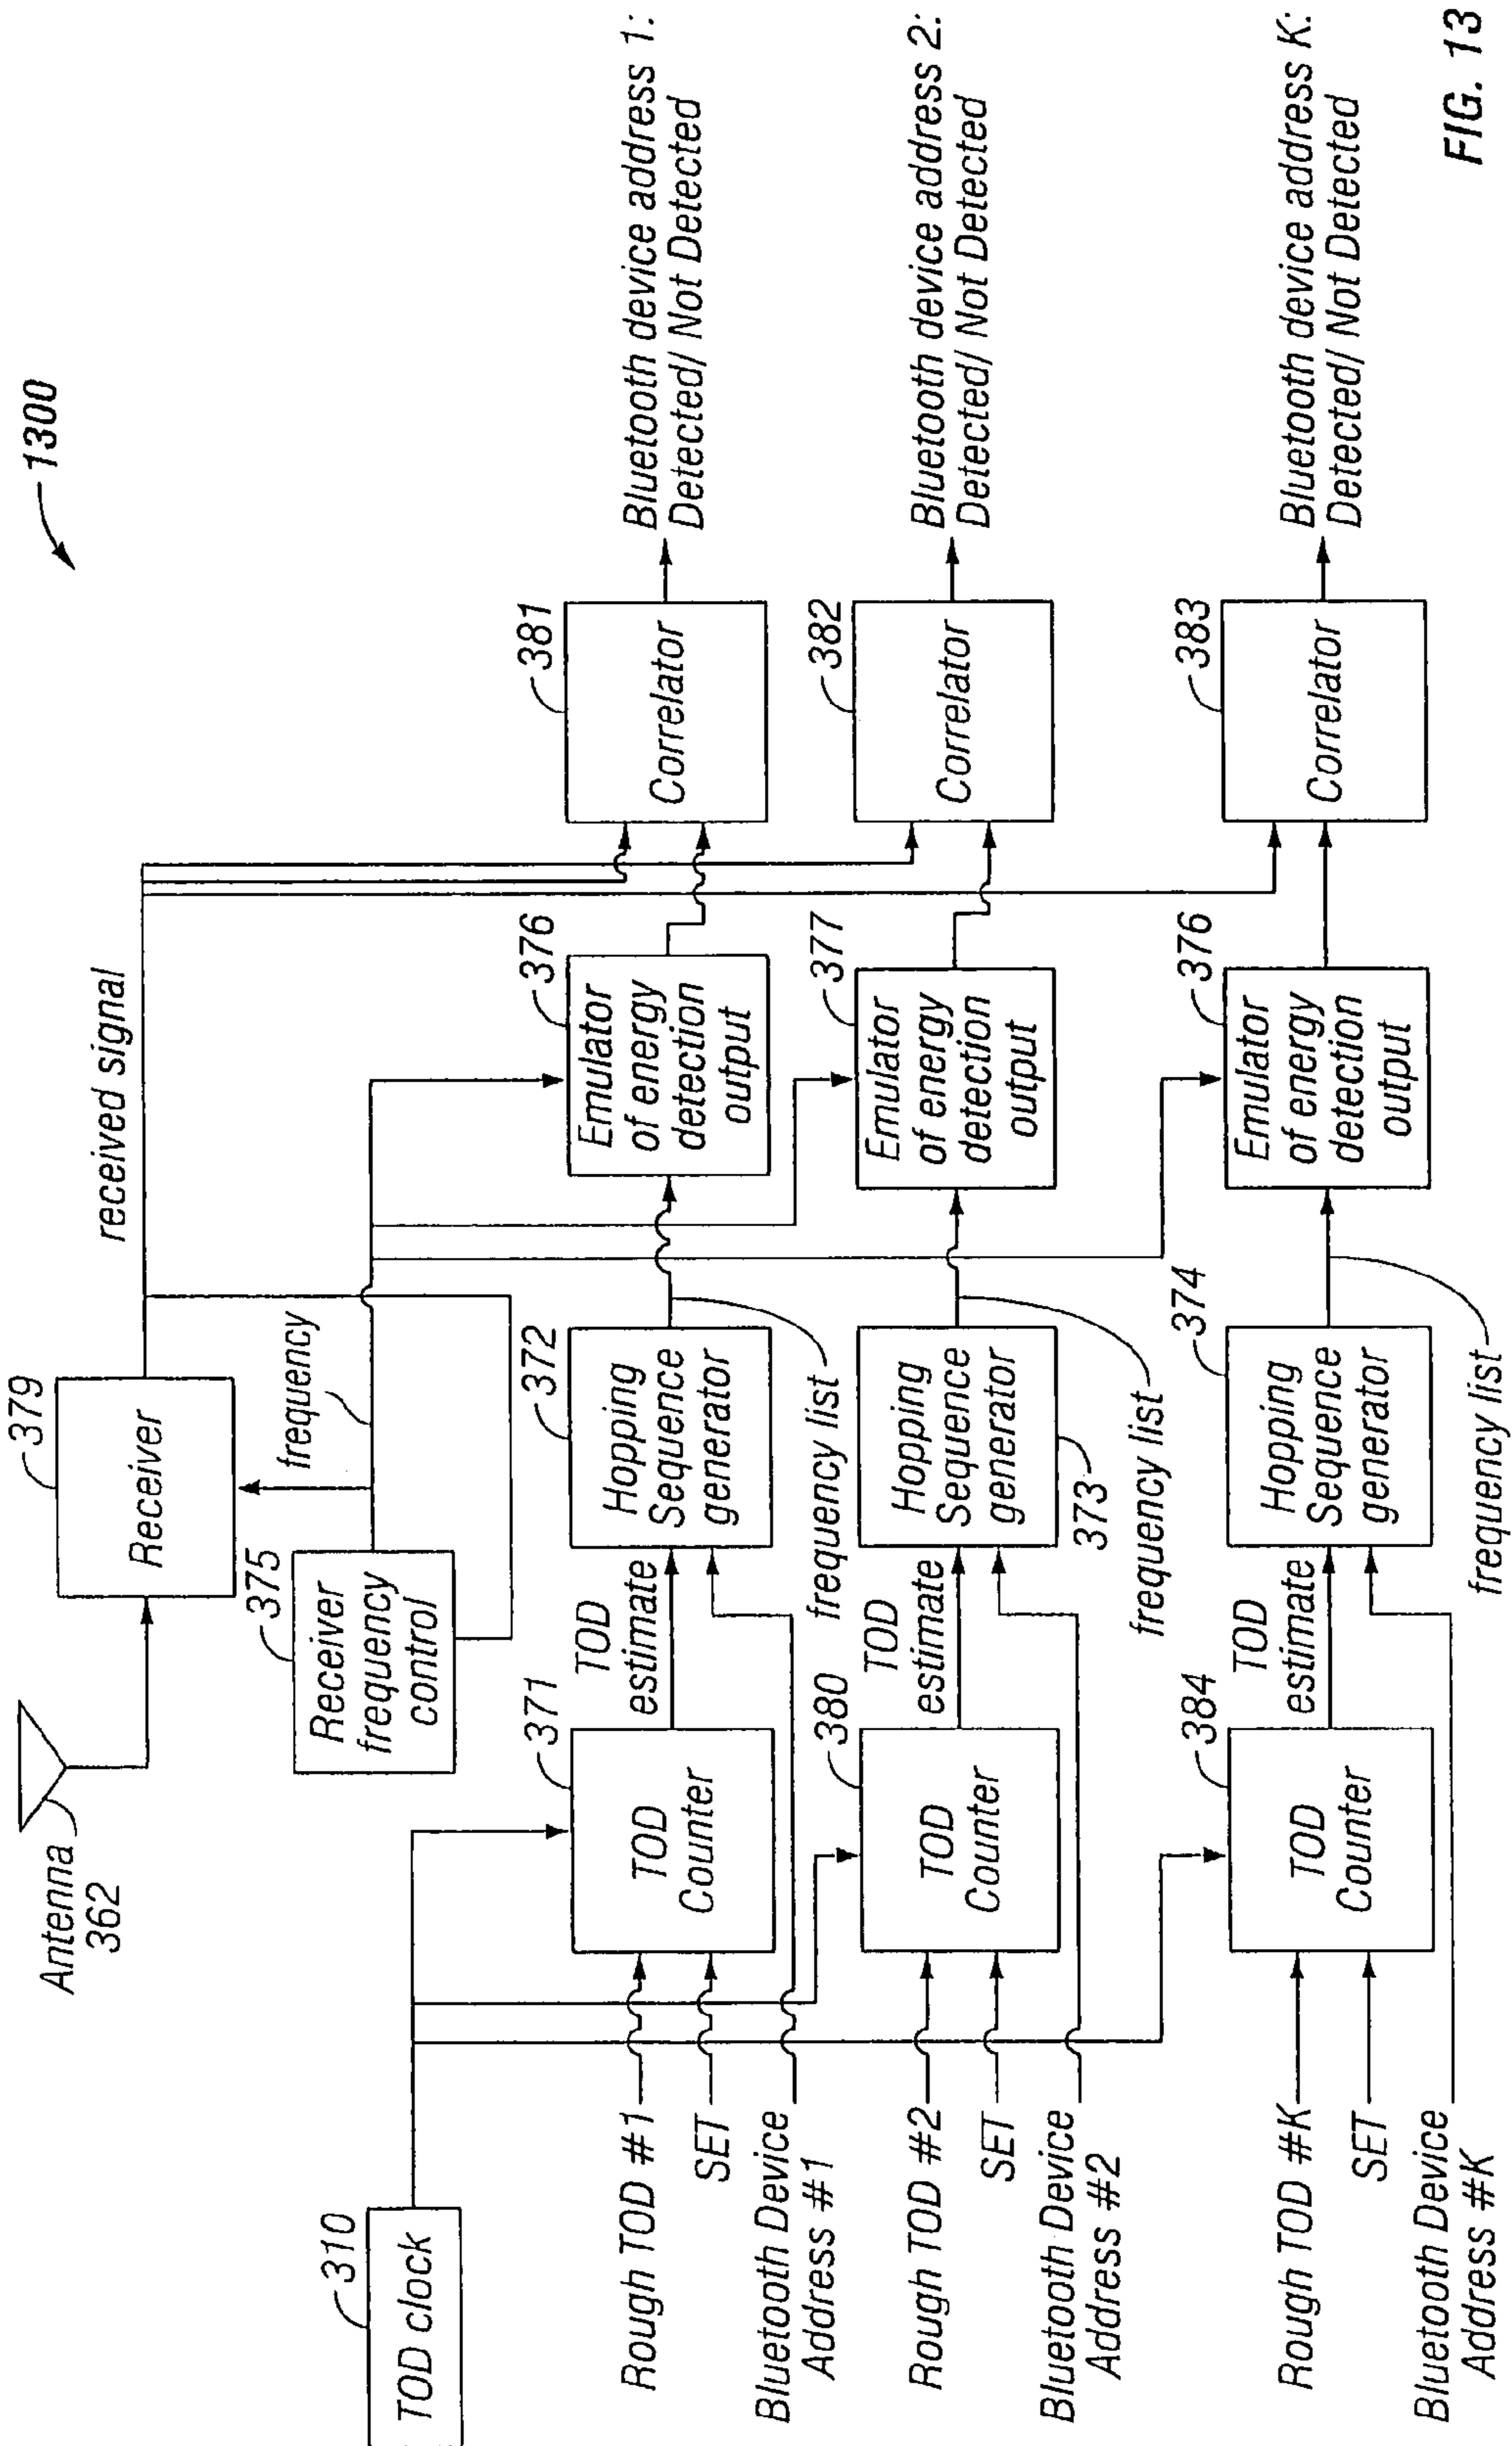 1300
Antenna
362
379
Receiver
received signal
375
Receiver
frequency
control
frequency
310
TOD clock
Rough TOD #1
SET
Bluetooth Device
Address #1
371
TOD
Counter
TOD
estimate
372
Hopping
Sequence
generator
frequency list
376
Emulator
of energy
detection
output
381
Correlator
Bluetooth device address 1:
Detected/ Not Detected
Rough TOD #2
SET
Bluetooth Device
Address #2
380
TOD
Counter
TOD
estimate
Hopping
Sequence
generator
373
frequency list
377
Emulator
of energy
detection
output
382
Correlator
Bluetooth device address 2:
Detected/ Not Detected
Rough TOD #K
SET
Bluetooth Device
Address #K
384
TOD
Counter
TOD
estimate
374
Hopping
Sequence
generator
frequency list
376
Emulator
of energy
detection
output
383
Correlator
Bluetooth device address K:
Detected/ Not Detected
FIG. 13